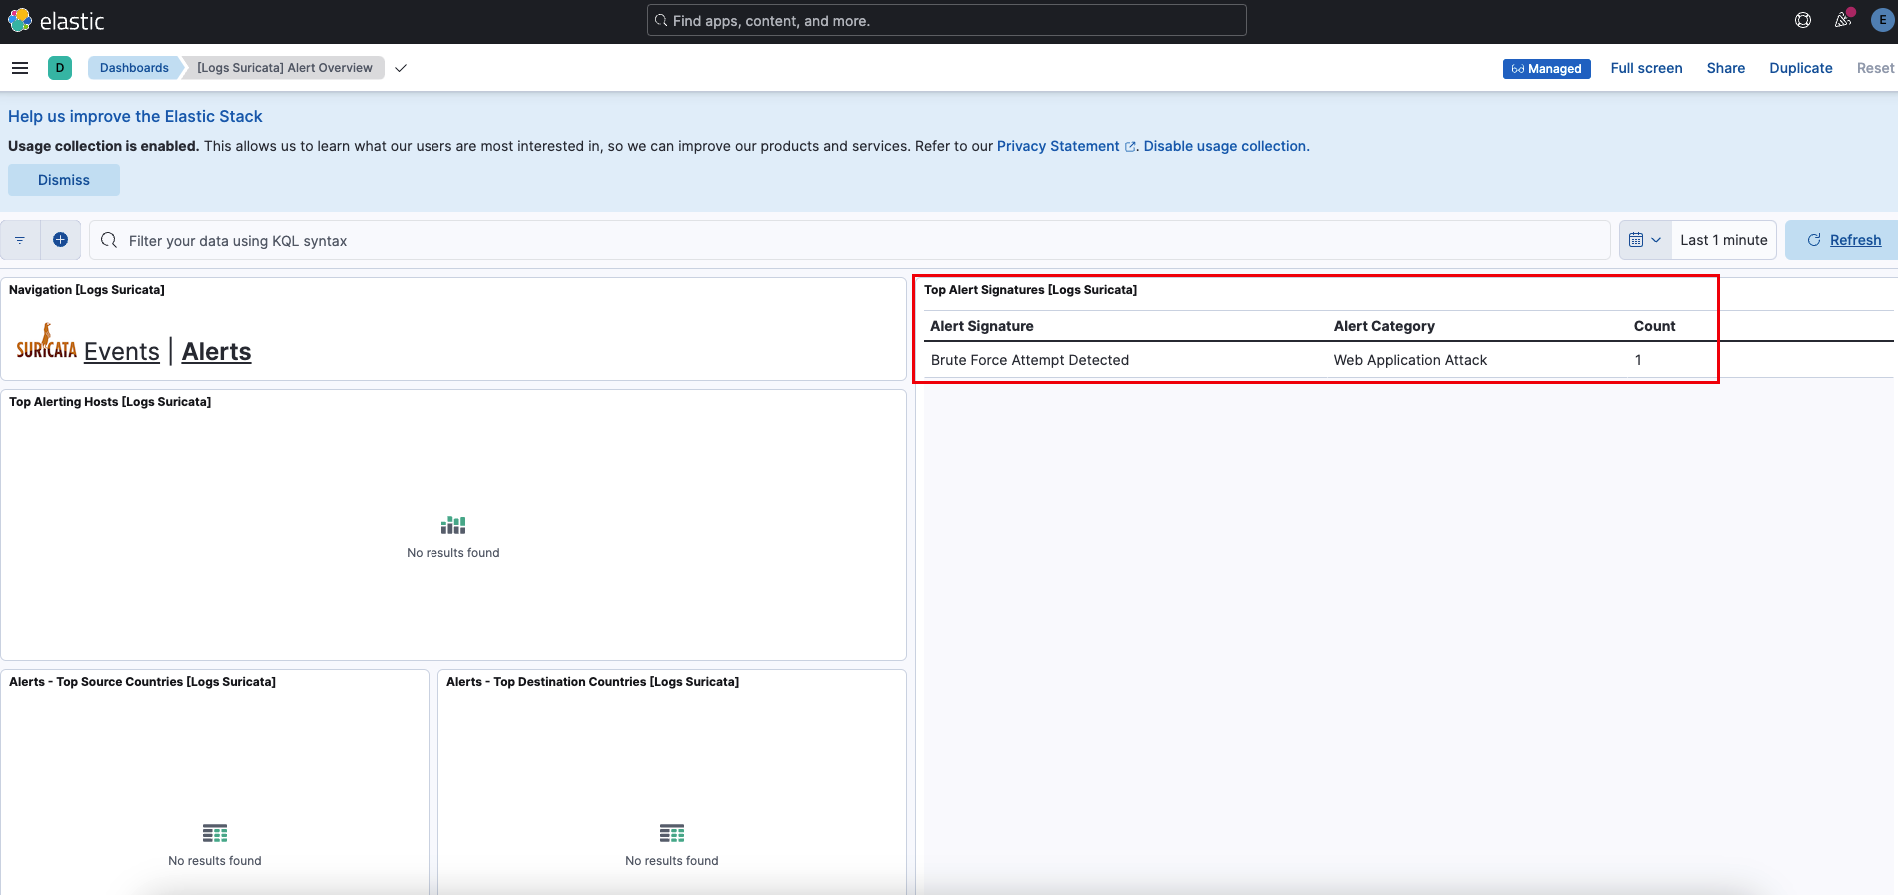 elastic
Find apps, content, and more.
E
D
Dashboards
[Logs Suricata] Alert Overview
Managed
Full screen
Share
Duplicate
Reset
Help us improve the Elastic Stack
Usage collection is enabled. This allows us to learn what our users are most interested in, so we can improve our products and services. Refer to our Privacy Statement. Disable usage collection.
Dismiss
Filter your data using KQL syntax
Last 1 minute
Refresh
Navigation [Logs Suricata]
SURICATA Events | Alerts
Top Alert Signatures [Logs Suricata]
Alert Signature Alert Category Count
Brute Force Attempt Detected Web Application Attack 1
Top Alerting Hosts [Logs Suricata]
No results found
Alerts - Top Source Countries [Logs Suricata]
No results found
Alerts - Top Destination Countries [Logs Suricata]
No results found